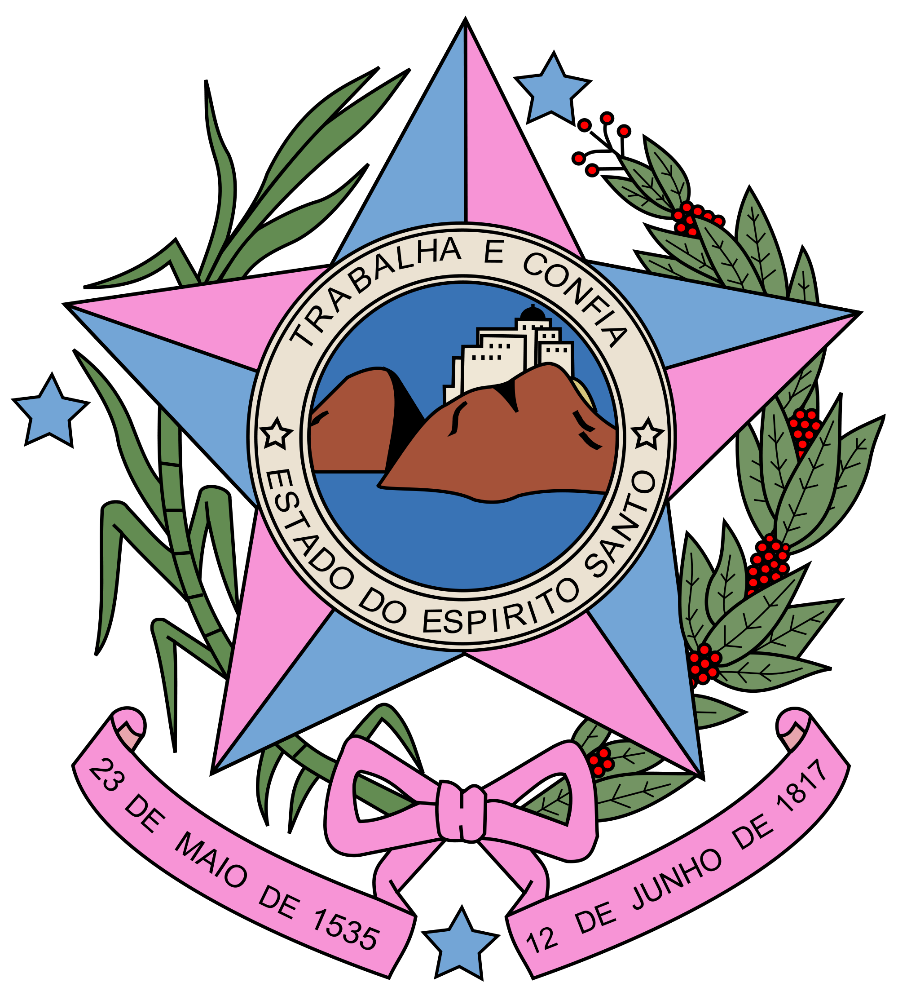 TRABALHA E CONFIA
ESTADO DO ESPIRITO SANTO
23 DE MAIO DE 1535
12 DE JUNHO DE 1817